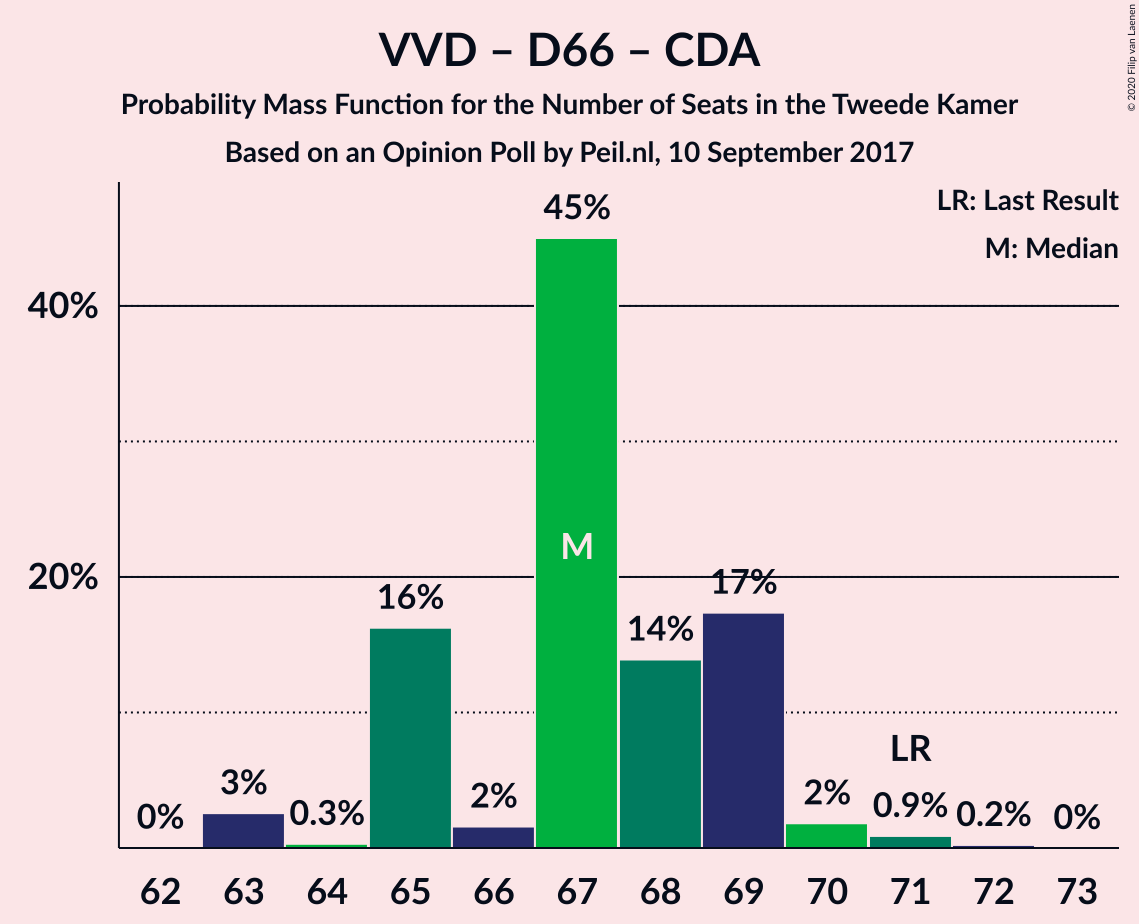 VVD – D66 – CDA
Probability Mass Function for the Number of Seats in the Tweede Kamer
Based on an Opinion Poll by Peil.nl, 10 September 2017
© 2020 Filip van Laenen
LR: Last Result
M: Median
45%
40%
M
20%
17%
16%
14%
LR
3%
2%
2%
0.9%
0%
0.3%
0.2%
0%
62 63 64 65 66 67 68 69 70 71 72 73